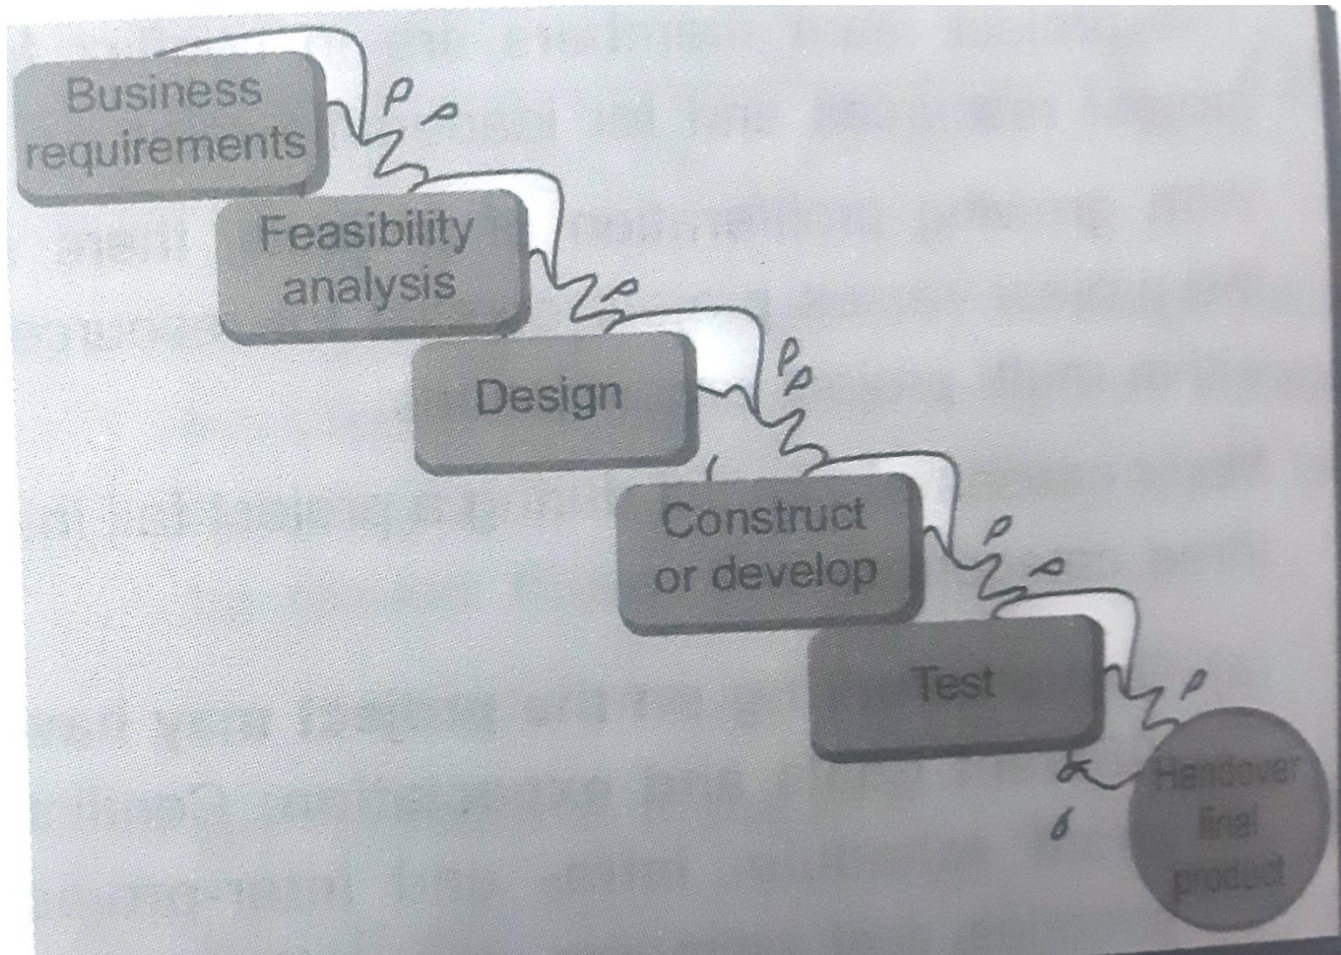 Business
requirements
Feasibility
analysis
Design
Construct
or develop
Test
Handover
final
product